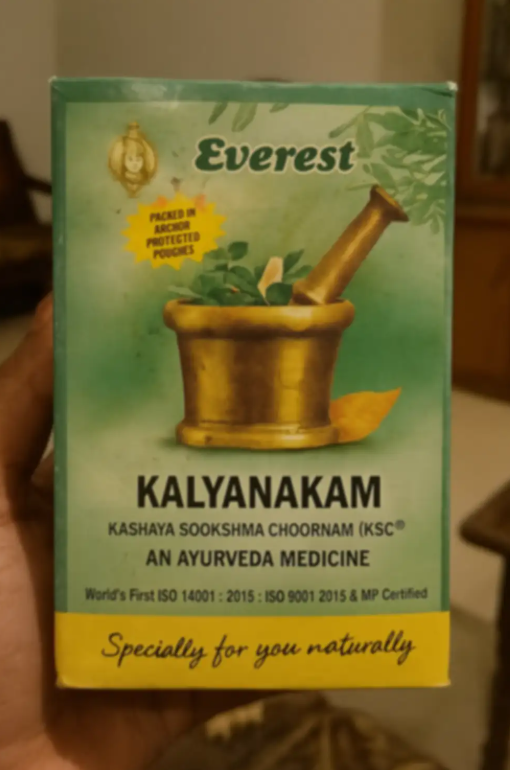 Everest
PACKED IN
ARCHOR
PROTECTED
POUCHES
KALYANAKAM
KASHAYA SOOKSHMA CHOORNAM (KSC®
AN AYURVEDA MEDICINE
World's First ISO 14001 : 2015 : ISO 9001 2015 & MP Certified
Specially for you naturally